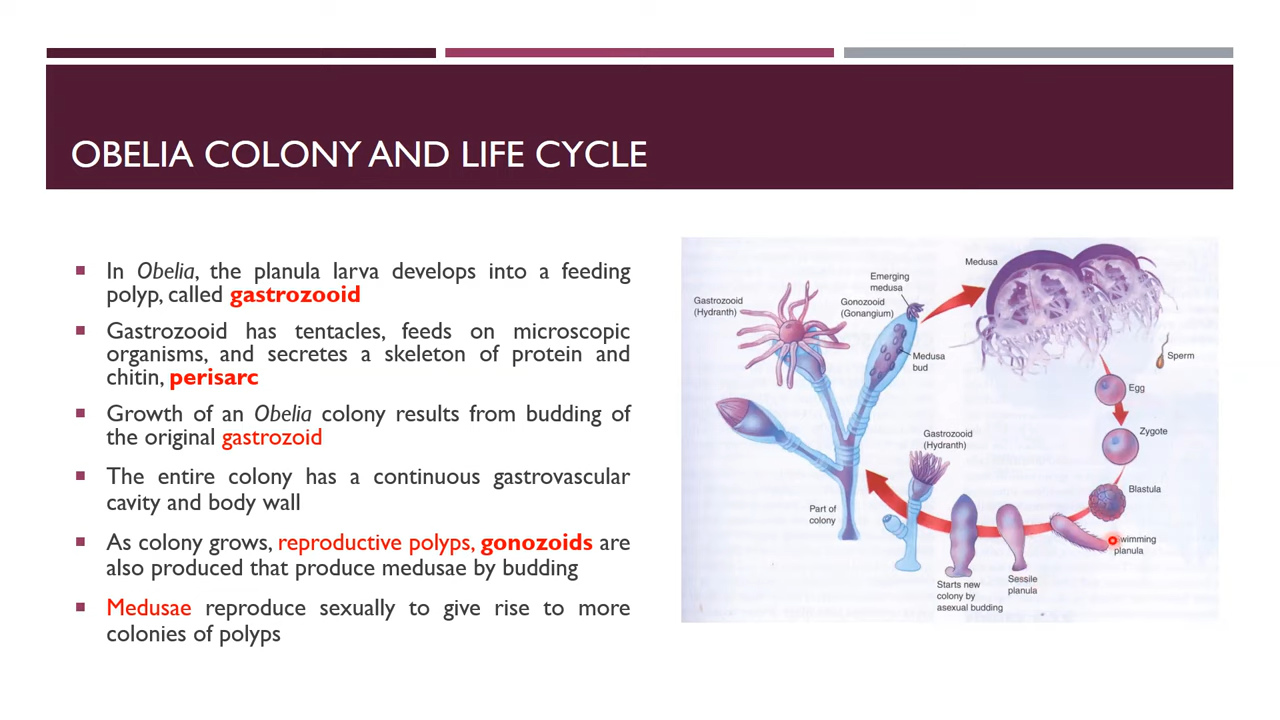 OBELIA COLONY AND LIFE CYCLE
In Obelia, the planula larva develops into a feeding
polyp, called gastrozooid
Gastrozooid has tentacles, feeds on microscopic
organisms, and secretes a skeleton of protein and
chitin, perisarc
Growth of an Obelia colony results from budding of
the original gastrozoid
The entire colony has a continuous gastrovascular
cavity and body wall
As colony grows, reproductive polyps, gonozoids are
also produced that produce medusae by budding
Medusae reproduce sexually to give rise to more
colonies of polyps
Gastrozooid
(Hydranth)
Emerging
medusa
Gonozooid
(Gonangium)
Medusa
Medusa
bud
Sperm
Egg
Zygote
Gastrozooid
(Hydranth)
Blastula
Part of
colony
wimming
planula
Sessile
planula
Starts new
colony by
asexual budding